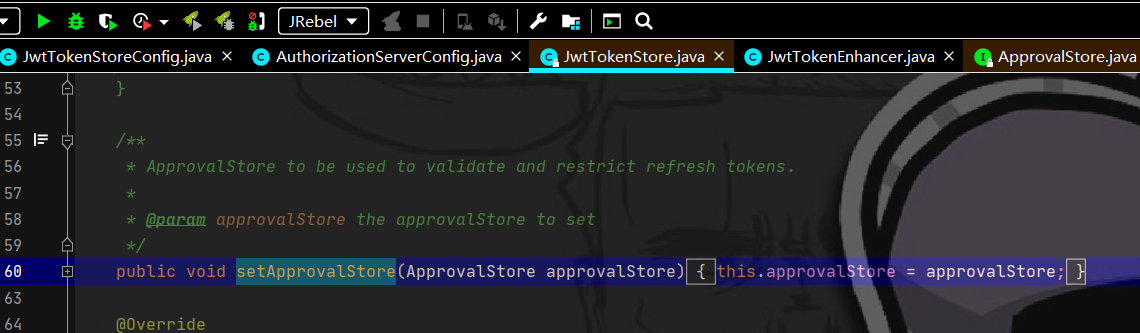 JRebel
JwtTokenStoreConfig.java AuthorizationServerConfig.java JwtTokenStore.java JwtTokenEnhancer.java ApprovalStore.java
53 }
54
55 /**
56 * ApprovalStore to be used to validate and restrict refresh tokens.
57 *
58 * @param approvalStore the approvalStore to set
59 */
60 public void setApprovalStore(ApprovalStore approvalStore) { this.approvalStore = approvalStore; }
63
64 @Override